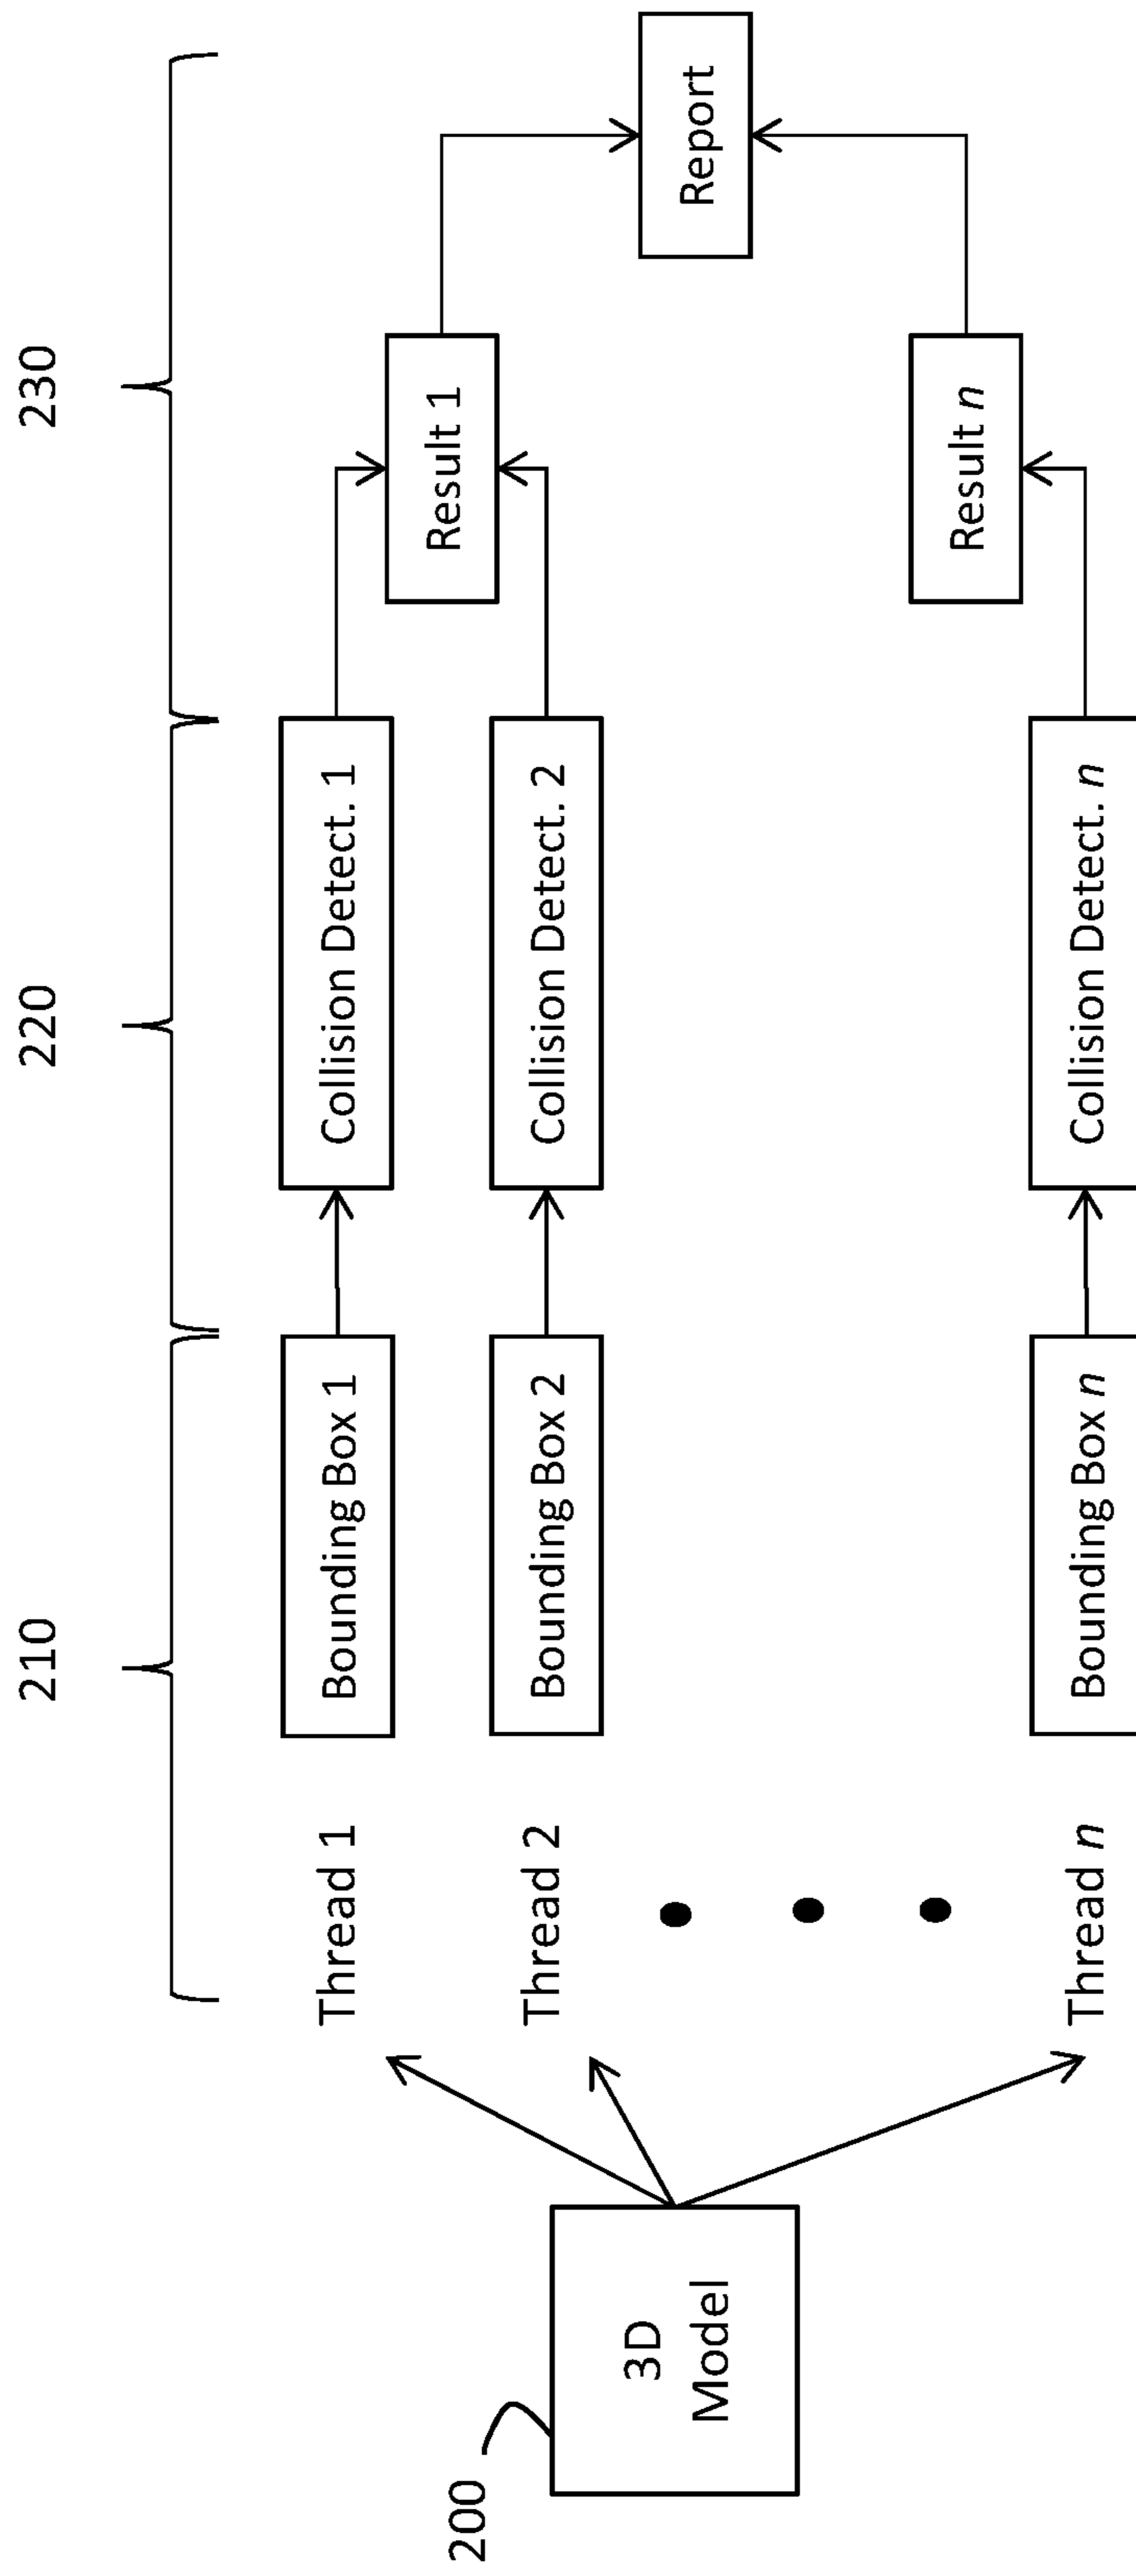 210
220
230
Thread 1
Bounding Box 1
Collision Detect. 1
Result 1
Thread 2
Bounding Box 2
Collision Detect. 2
Report
200
3D
Model
Result n
Thread n
Bounding Box n
Collision Detect. n